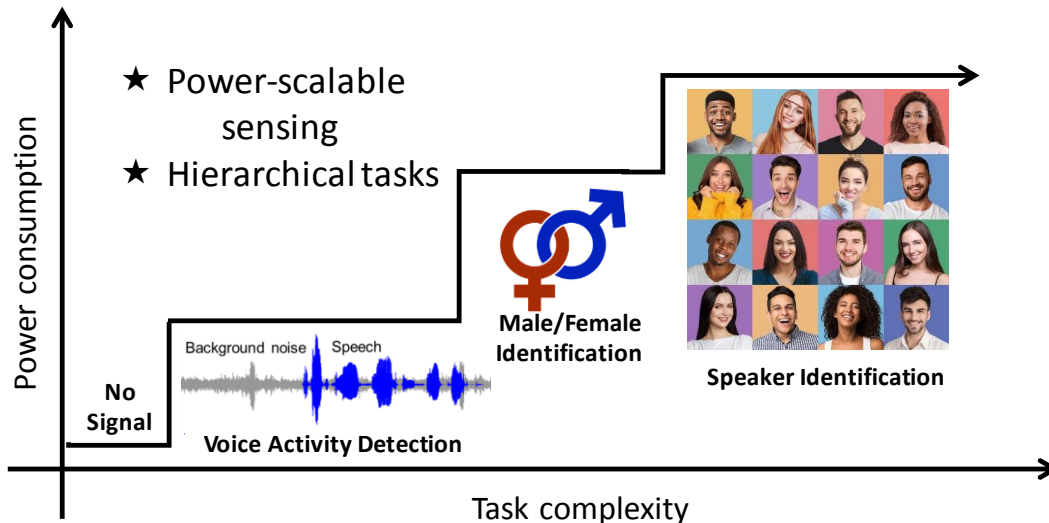 ★ Power-scalable
sensing
★ Hierarchical tasks
Power consumption
No
Signal
Background noise Speech
Voice Activity Detection
Male/Female
Identification
Speaker Identification
Task complexity